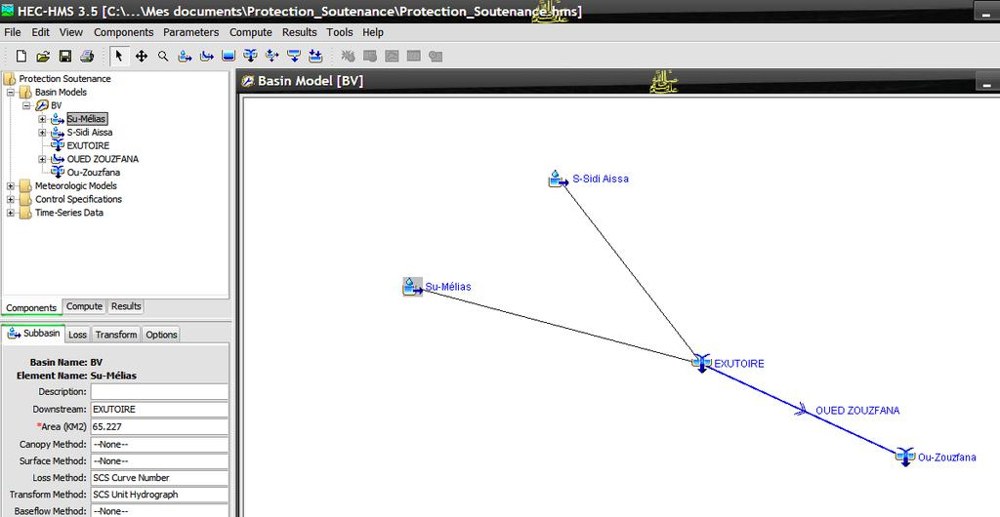 HEC-HMS 3.5 [C:\...\Mes documents\Protection_Soutenance\Protection_Soutenance.hms]
File Edit View Components Parameters Compute Results Tools Help
Protection Soutenance
Basin Models
BV
Su-Mélias
S-Sidi Aissa
EXUTOIRE
OUED ZOUZFANA
Ou-Zouzfana
Meteorologic Models
Control Specifications
Time-Series Data
Components Compute Results
Subbasin Loss Transform Options
Basin Name: BV
Element Name: Su-Mélias
Description:
Downstream: EXUTOIRE
*Area (KM2) 65.227
Canopy Method: --None--
Surface Method: --None--
Loss Method: SCS Curve Number
Transform Method: SCS Unit Hydrograph
Baseflow Method: --None--
Basin Model [BV]
S-Sidi Aissa
Su-Mélias
EXUTOIRE
OUED ZOUZFANA
Ou-Zouzfana